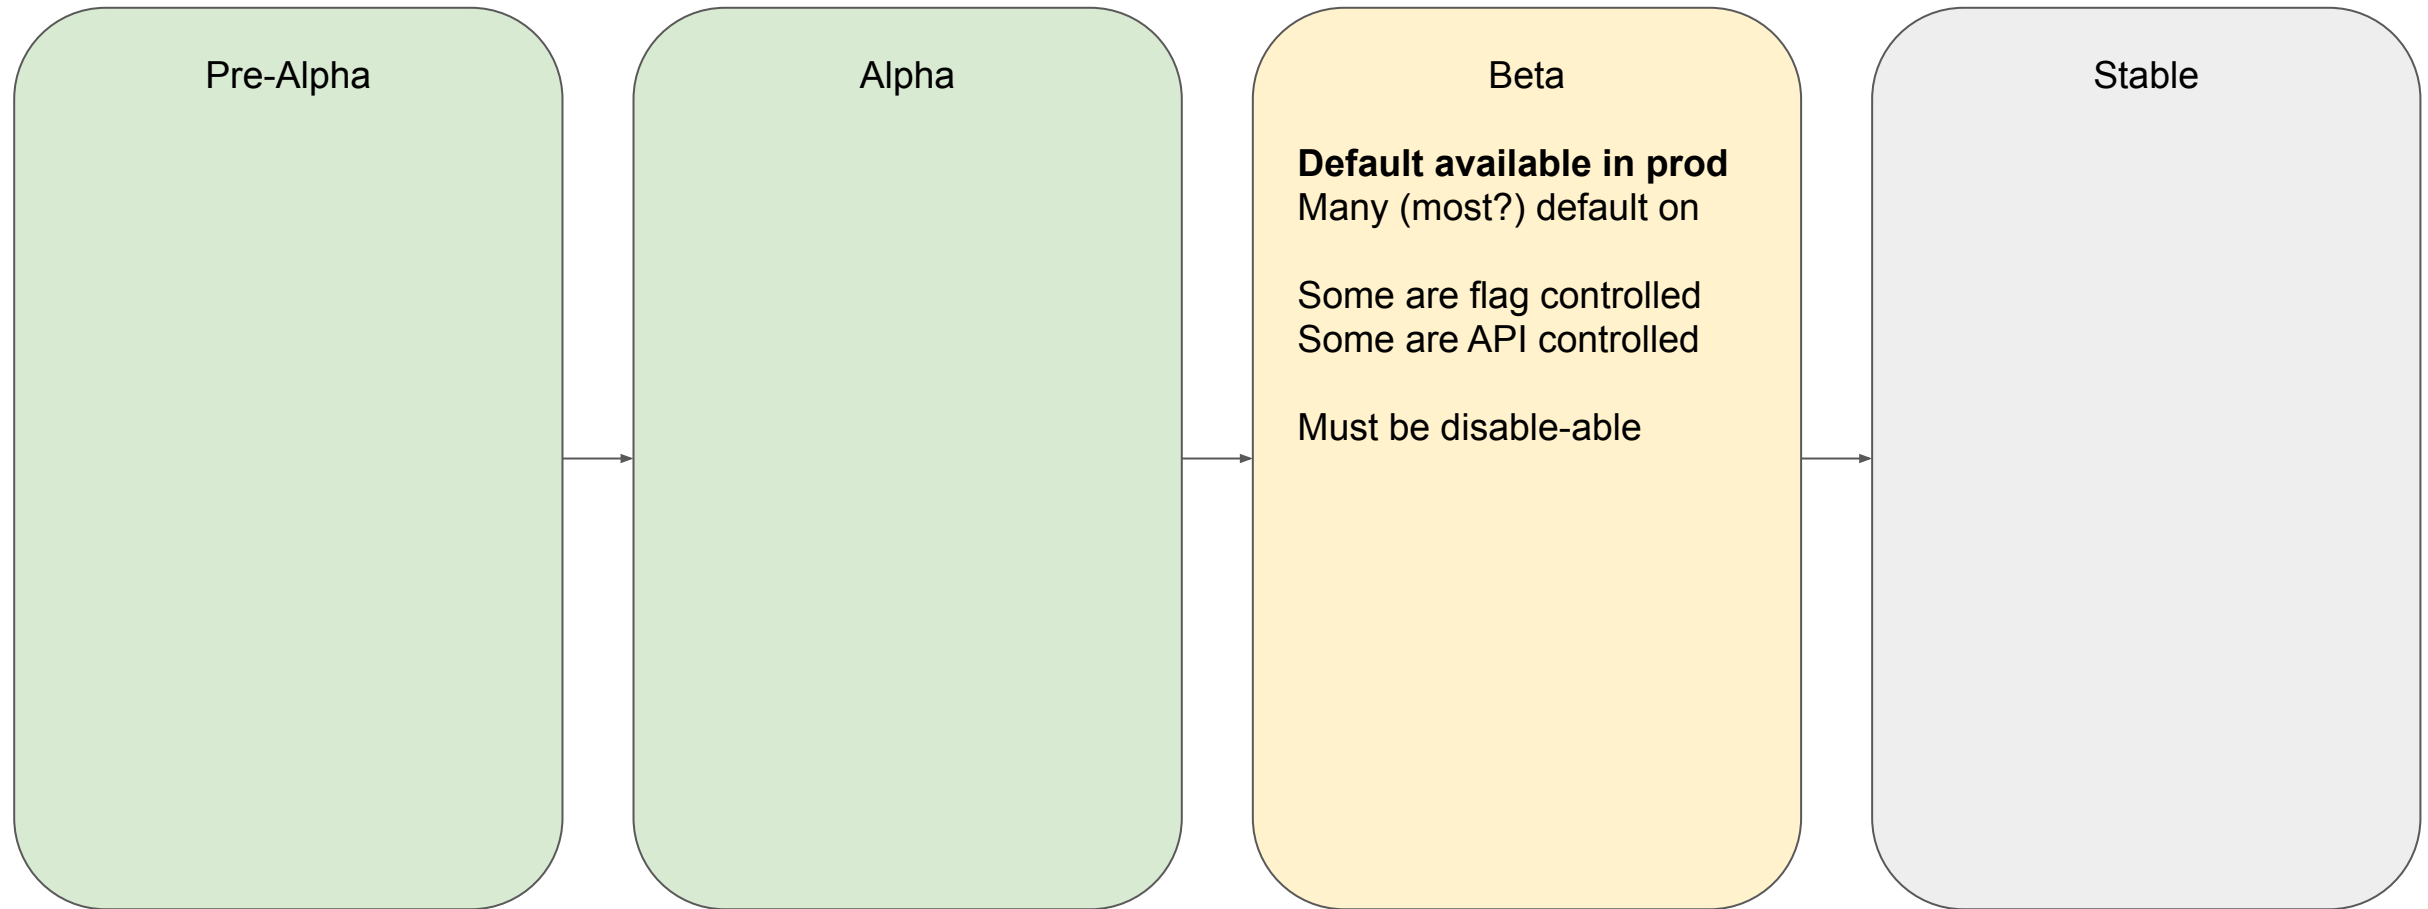 Pre-Alpha
Alpha
Beta
Default available in prod
Many (most?) default on
Some are flag controlled
Some are API controlled
Must be disable-able
Stable